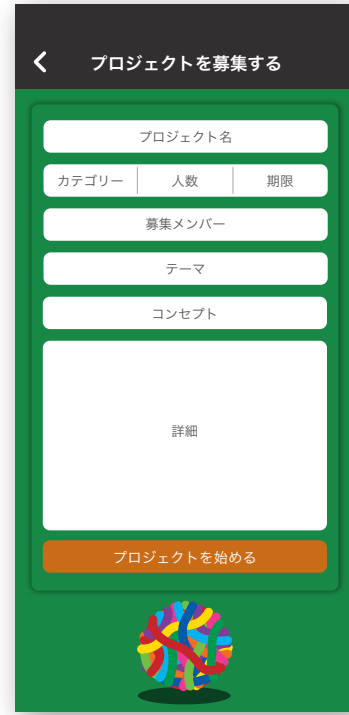 プロジェクトを募集する
プロジェクト名
カテゴリー 人数 期限
募集メンバー
テーマ
コンセプト
詳細
プロジェクトを始める